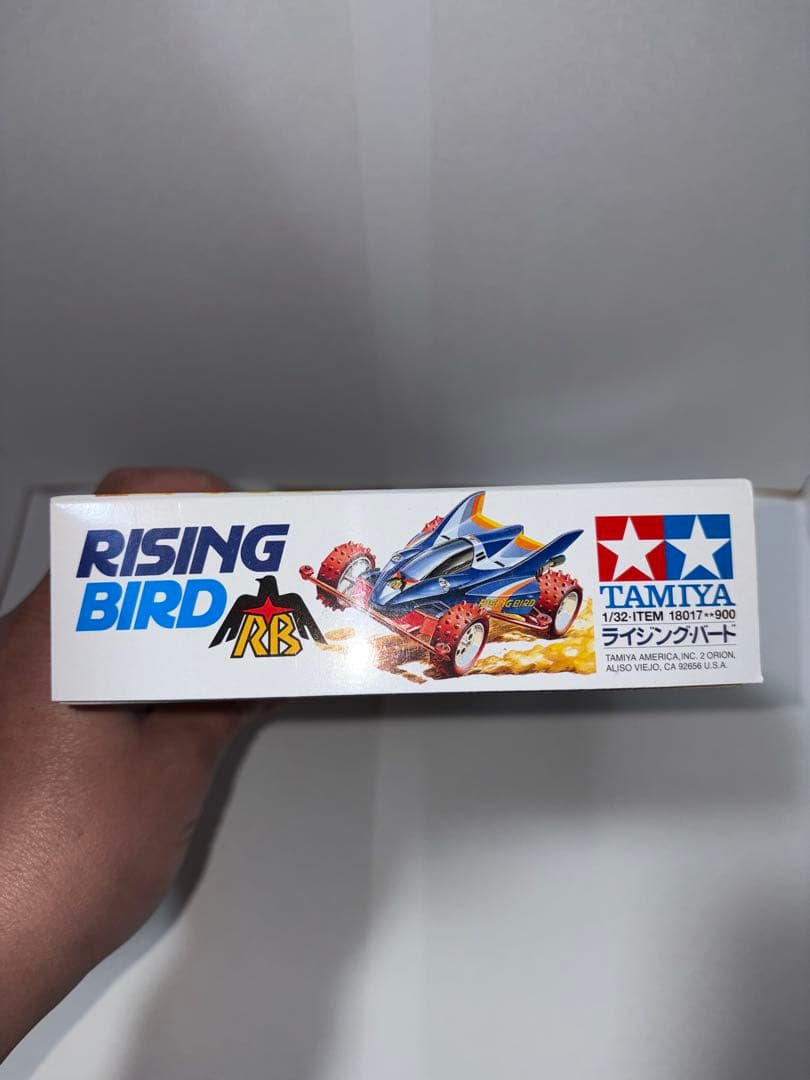 RISING
BIRD
RB
RISING BIRD
TAMIYA
1/32・ITEM 18017**900
ライジング・バード
TAMIYA AMERICA, INC. 2 ORION,
ALISO VIEJO, CA 92656 U.S.A.